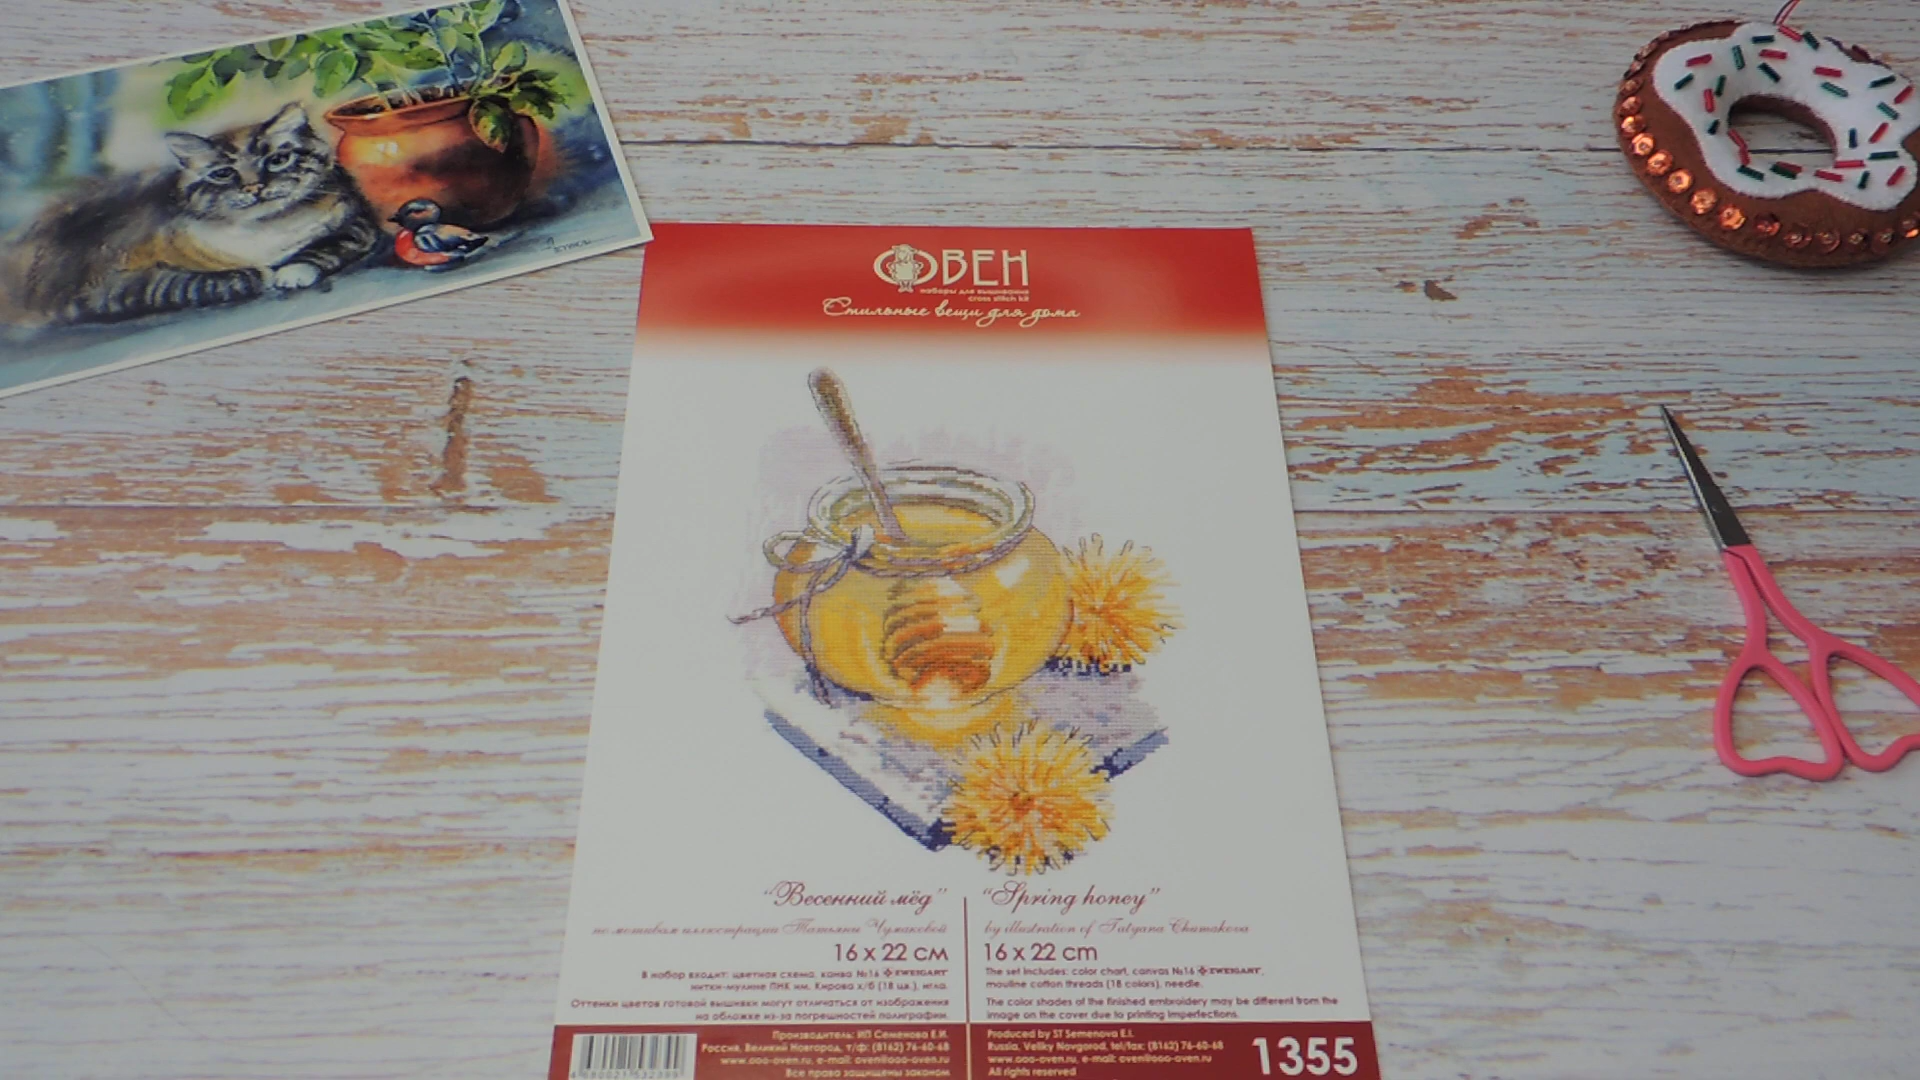 ОВЕН
наборы для вышивания
cross stitch kit
Стильные вещи для дома
"Весенний мёд"
по мотивам иллюстрации Татьяны Чумаковой
16 х 22 см
В набор входит: цветная схема, канва №16 ZWEIGART
нитки-мулине ПНК им. Кирова х/б (18 цв.), игла.
Оттенки цветов готовой вышивки могут отличаться от изображения
на обложке из-за погрешностей полиграфии.
"Spring honey"
by illustration of Tatyana Chumakova
16 x 22 cm
The set includes: color chart, canvas №16 ZWEIGART,
mouline cotton threads (18 colors), needle.
The color shades of the finished embroidery may be different from the
image on the cover due to printing imperfections.
Производитель: ИП Семенова Е.И.
Россия, Великий Новгород, т/ф: (8162) 76-60-68
www.ooo-oven.ru, e-mail: oven@ooo-oven.ru
Все права защищены законом
Produced by ST Semenova E.I.
Russia, Veliky Novgorod, tel/fax: (8162) 76-60-68
www.ooo-oven.ru, e-mail: oven@ooo-oven.ru
All rights reserved
1355